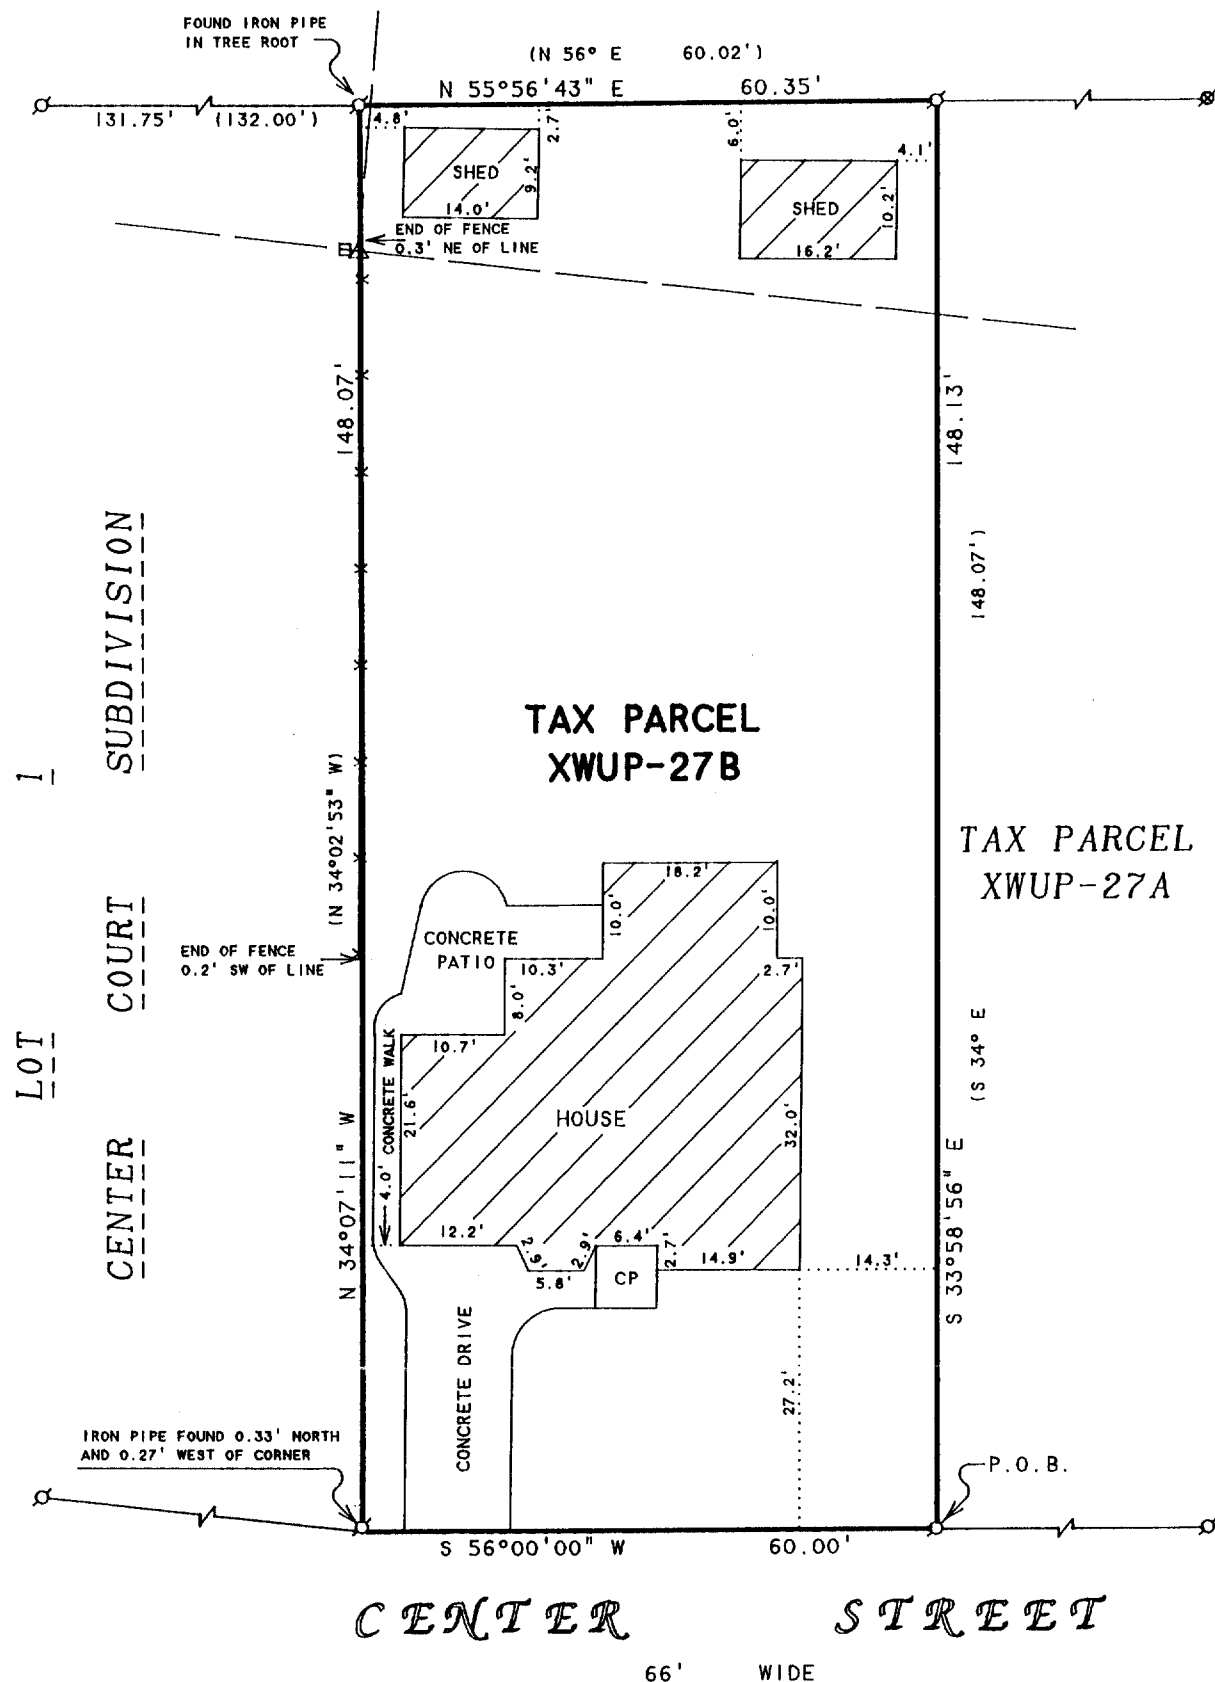 FOUND IRON PIPE
IN TREE ROOT
(N 56° E 60.02')
N 55°56'43" E 60.35'
131.75' (132.00')
4.8'
2.7'
6.0'
4.1'
SHED
9.2'
14.0'
SHED
10.2'
16.2'
END OF FENCE
0.3' NE OF LINE
148.07'
148.13'
148.07')
LOT 1
CENTER COURT SUBDIVISION
TAX PARCEL
XWUP-27B
TAX PARCEL
XWUP-27A
(N 34°02'53" W)
18.2'
10.0'
10.0'
CONCRETE
PATIO
END OF FENCE
0.2' SW OF LINE
10.3'
2.7'
8.0'
10.7'
4.0' CONCRETE WALK
21.6'
HOUSE
32.0'
(S 34° E
N 34°07'11" W
S 33°58'56" E
12.2'
2.9'
5.8'
2.9'
6.4'
2.7'
CP
14.9'
14.3'
CONCRETE DRIVE
27.2'
IRON PIPE FOUND 0.33' NORTH
AND 0.27' WEST OF CORNER
P.O.B.
S 56°00'00" W 60.00'
CENTER STREET
66' WIDE